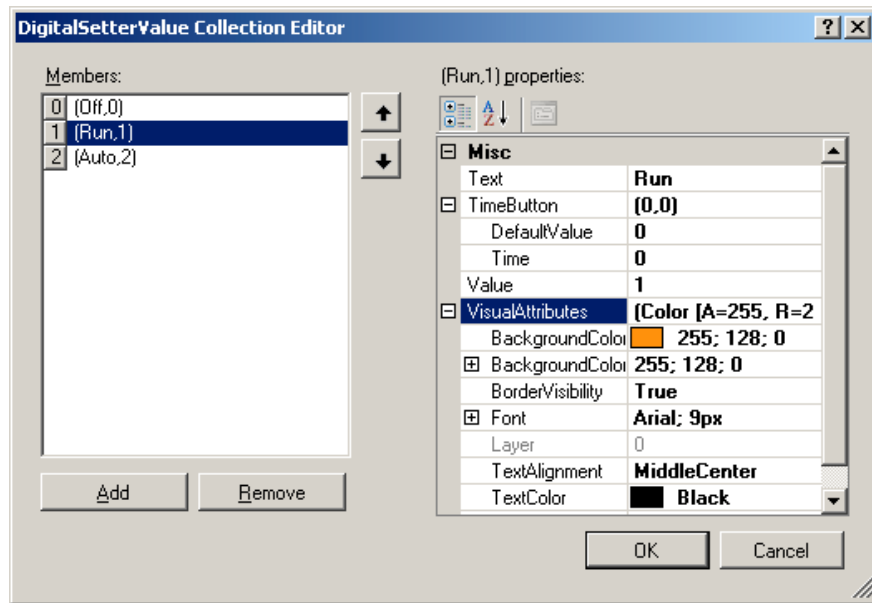 DigitalSetterValue Collection Editor
Members:
0 (Off,0)
1 (Run,1)
2 (Auto,2)
Add Remove
(Run,1) properties:
Misc
Text Run
TimeButton (0,0)
DefaultValue 0
Time 0
Value 1
VisualAttributes (Color [A=255, R=2
BackgroundColor 255; 128; 0
BackgroundColor 255; 128; 0
BorderVisibility True
Font Arial; 9px
Layer 0
TextAlignment MiddleCenter
TextColor Black
OK Cancel